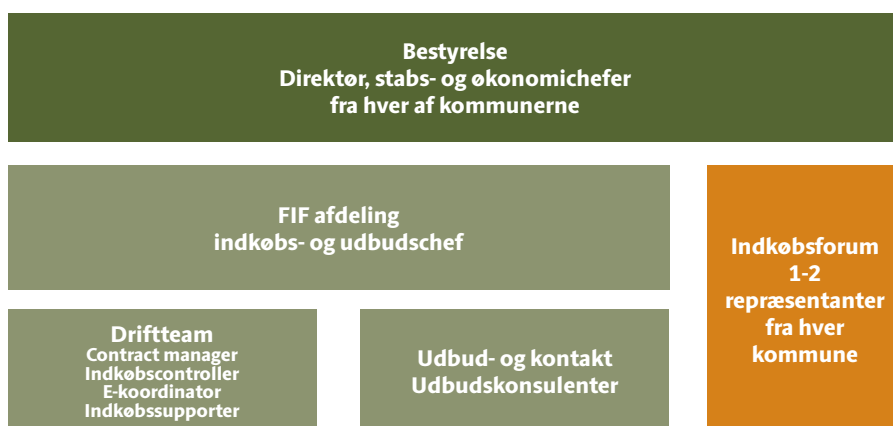 Bestyrelse
Direktør, stabs- og økonomichefer
fra hver af kommunerne
FIF afdeling
indkøbs- og udbudschef
Indkøbsforum
1-2
repræsentanter
fra hver
kommune
Driftteam
Contract manager
Indkøbscontroller
E-koordinator
Indkøbssupporter
Udbud- og kontakt
Udbudskonsulenter